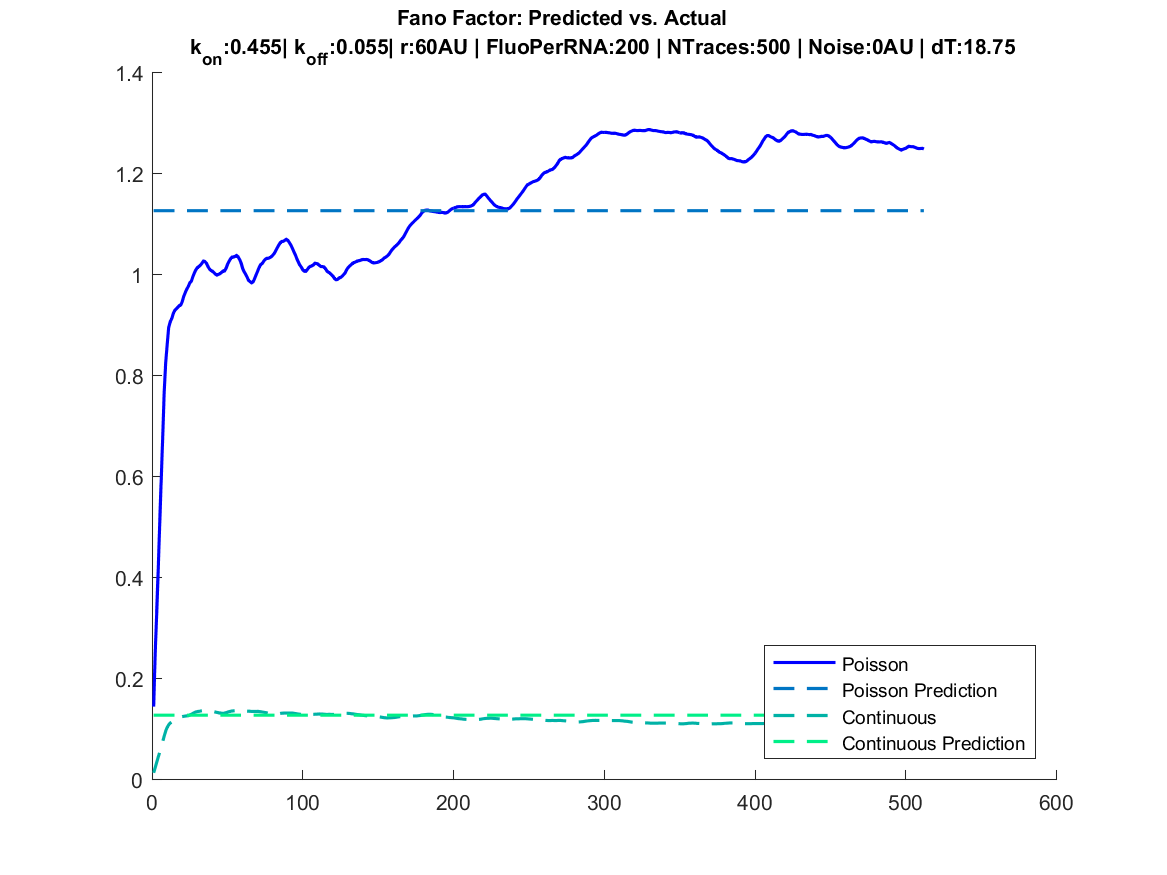 Fano Factor: Predicted vs. Actual
kon:0.455| koff:0.055| r:60AU | FluoPerRNA:200 | NTraces:500 | Noise:0AU | dT:18.75
1.4
1.2
1
0.8
0.6
0.4
0.2
0
Poisson
Poisson Prediction
Continuous
Continuous Prediction
0 100 200 300 400 500 600